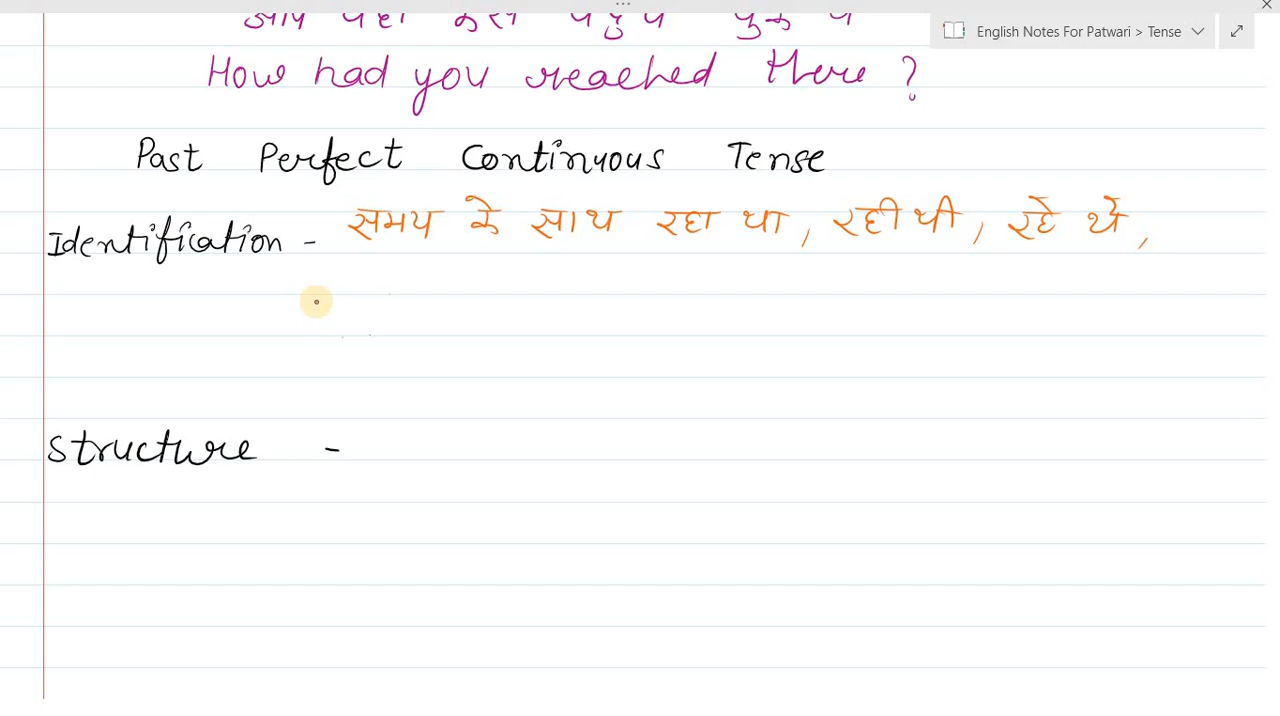 English Notes For Patwari > Tense
How had you reached there ?
Past Perfect Continuous Tense
Identification - समय के साथ रहा था, रही थी, रहे थे,
Structure -